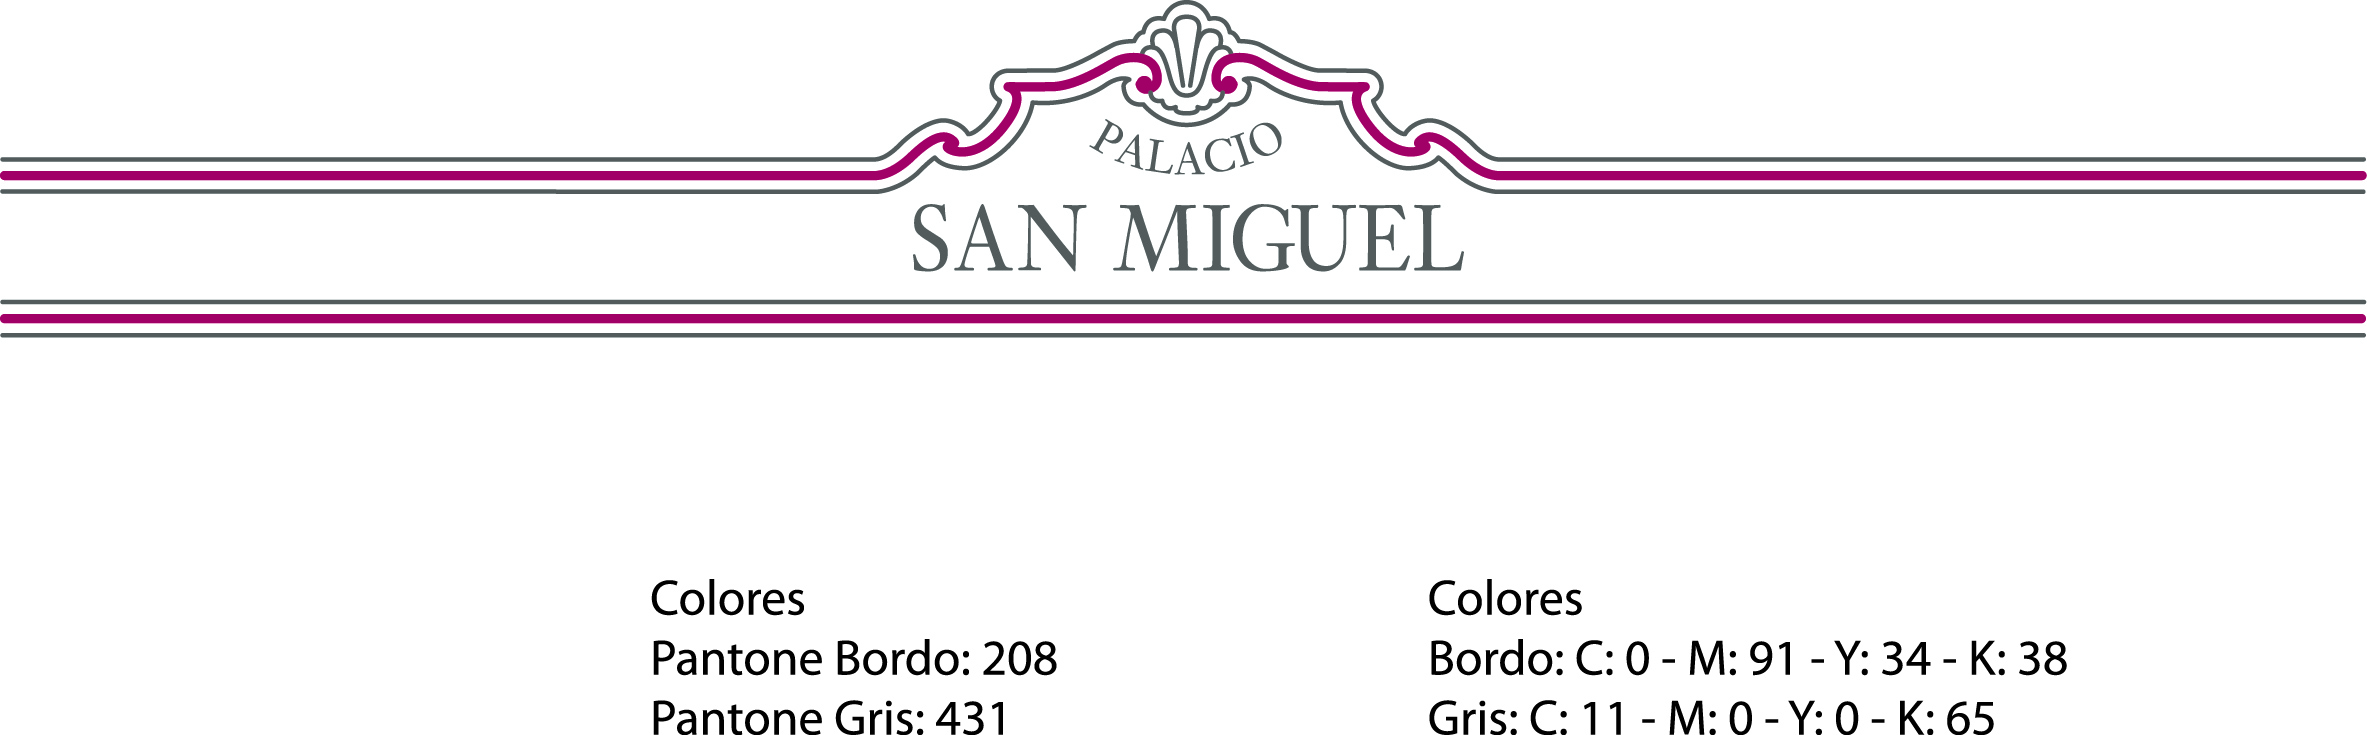 PALACIO
SAN MIGUEL
Colores
Pantone Bordo: 208
Pantone Gris: 431
Colores
Bordo: C: 0 - M: 91 - Y: 34 - K: 38
Gris: C: 11 - M: 0 - Y: 0 - K: 65